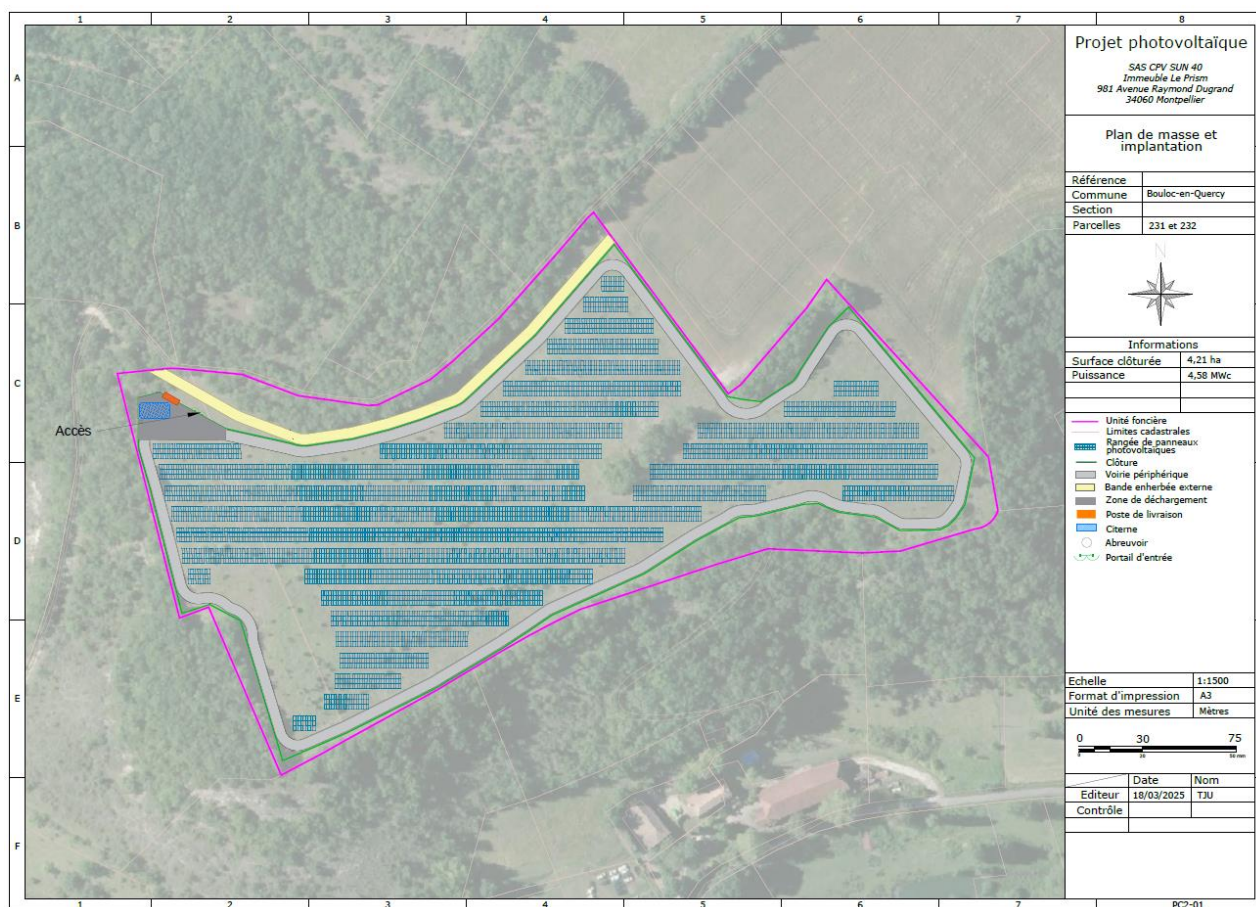 1 2 3 4 5 6 7 8
A
B
C
D
E
F
Accès
Projet photovoltaïque
SAS CPV SUN 40
Immeuble Le Prism
981 Avenue Raymond Dugrand
34060 Montpellier
Plan de masse et
implantation
Référence
Commune Bouloc-en-Quercy
Section
Parcelles 231 et 232
N
Informations
Surface clôturée 4,21 ha
Puissance 4,58 MWc
Unité foncière
Limites cadastrales
Rangée de panneaux
photovoltaïques
Clôture
Voirie périphérique
Bande enherbée externe
Zone de déchargement
Poste de livraison
Citerne
Abreuvoir
Portail d'entrée
Echelle 1:1500
Format d'impression A3
Unité des mesures Mètres
0 30 75
Date Nom
Editeur 18/03/2025 TJU
Contrôle
1 2 3 4 5 6 7 PC2-01